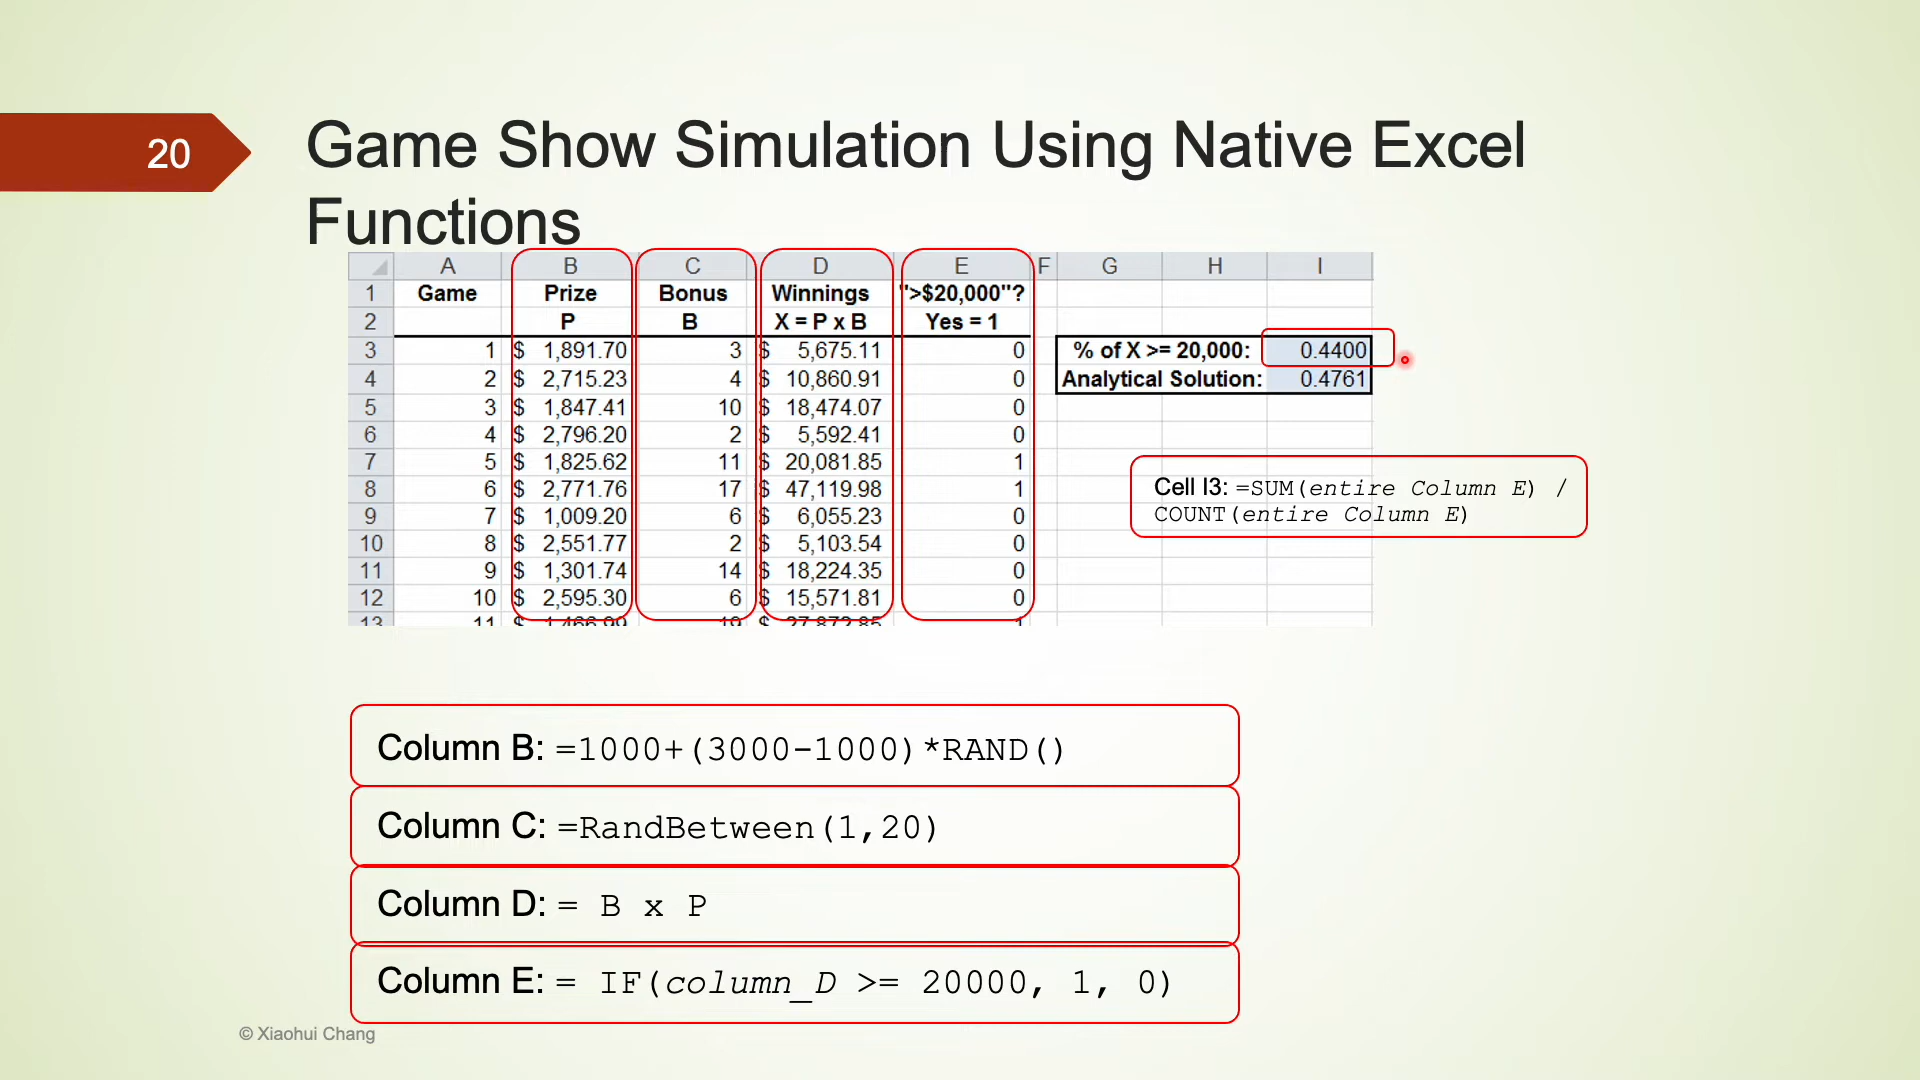 20
Game Show Simulation Using Native Excel
Functions
A B C D E F G H I
1 Game Prize Bonus Winnings ">$20,000"?
2 P B X = P x B Yes = 1
3 1 $ 1,891.70 3 $ 5,675.11 0 % of X >= 20,000: 0.4400
4 2 $ 2,715.23 4 $ 10,860.91 0 Analytical Solution: 0.4761
5 3 $ 1,847.41 10 $ 18,474.07 0
6 4 $ 2,796.20 2 $ 5,592.41 0
7 5 $ 1,825.62 11 $ 20,081.85 1
8 6 $ 2,771.76 17 $ 47,119.98 1
9 7 $ 1,009.20 6 $ 6,055.23 0
10 8 $ 2,551.77 2 $ 5,103.54 0
11 9 $ 1,301.74 14 $ 18,224.35 0
12 10 $ 2,595.30 6 $ 15,571.81 0
13 11 $ 1,466.99 19 $ 27,872.85 1
Cell I3: =SUM(entire Column E) /
COUNT(entire Column E)
Column B: =1000+(3000-1000)*RAND()
Column C: =RandBetween(1,20)
Column D: = B x P
Column E: = IF(column_D >= 20000, 1, 0)
© Xiaohui Chang